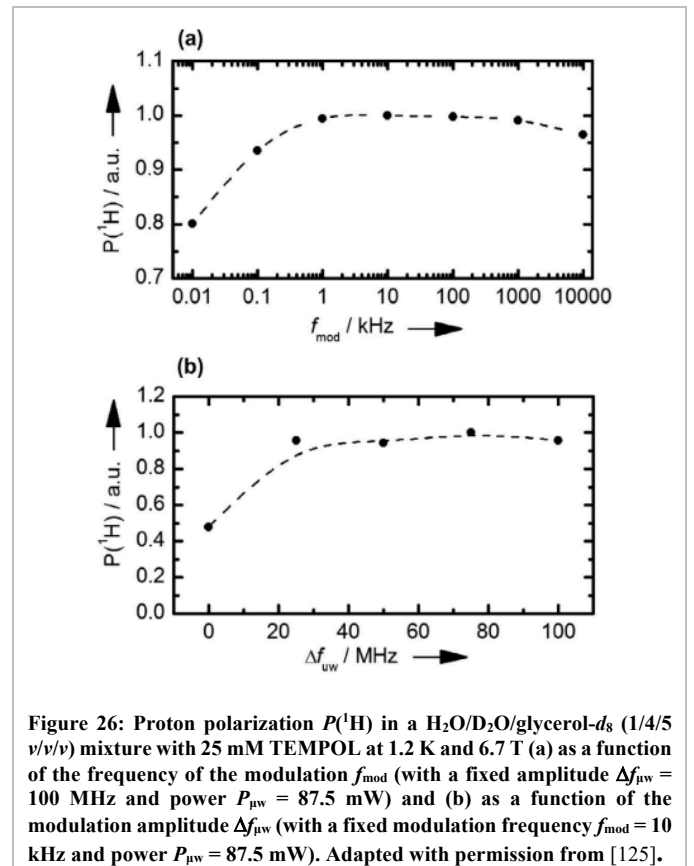 (a)
1.1
1.0
0.9
0.8
0.7
P(¹H) / a.u.
0.01 0.1 1 10 100 1000 10000
f_mod / kHz
(b)
1.2
1.0
0.8
0.6
0.4
0.2
0.0
P(¹H) / a.u.
0 20 40 60 80 100
Δf_uw / MHz
Figure 26: Proton polarization P(¹H) in a H₂O/D₂O/glycerol-d₈ (1/4/5
v/v/v) mixture with 25 mM TEMPOL at 1.2 K and 6.7 T (a) as a function
of the frequency of the modulation f_mod (with a fixed amplitude Δf_μw =
100 MHz and power P_μw = 87.5 mW) and (b) as a function of the
modulation amplitude Δf_μw (with a fixed modulation frequency f_mod = 10
kHz and power P_μw = 87.5 mW). Adapted with permission from [125].